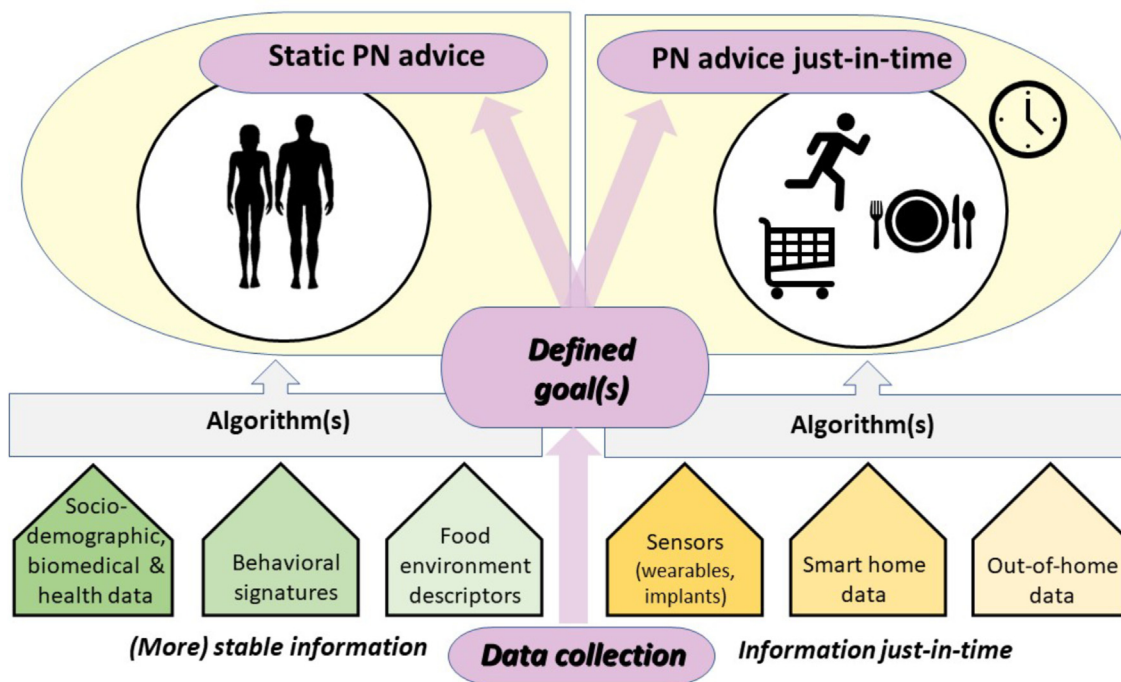 Static PN advice
PN advice just-in-time
Defined
goal(s)
Algorithm(s)
Algorithm(s)
Socio-
demographic,
biomedical &
health data
Behavioral
signatures
Food
environment
descriptors
Sensors
(wearables,
implants)
Smart home
data
Out-of-home
data
(More) stable information
Data collection
Information just-in-time